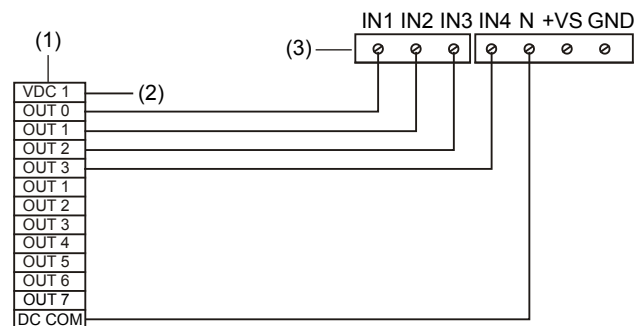 IN1 IN2 IN3 IN4 N +VS GND
(1)
(3)
VDC 1
(2)
OUT 0
OUT 1
OUT 2
OUT 3
OUT 1
OUT 2
OUT 3
OUT 4
OUT 5
OUT 6
OUT 7
DC COM